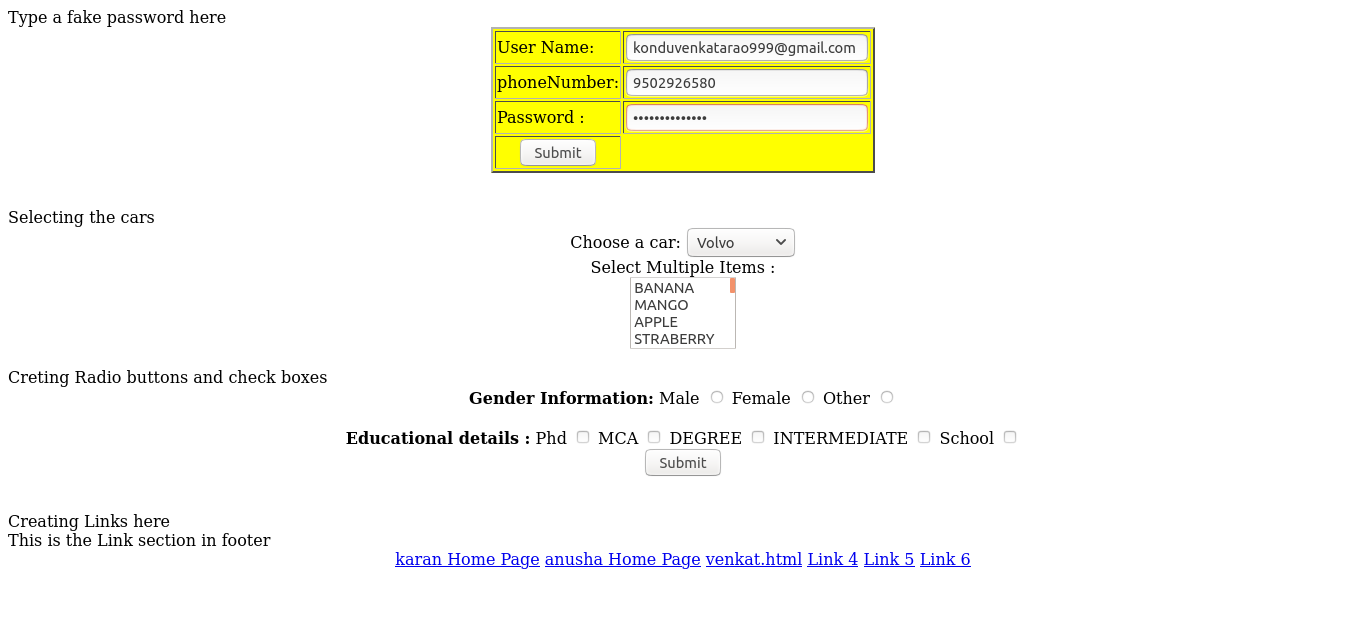 Type a fake password here
User Name: konduvenkatarao999@gmail.com
phoneNumber: 9502926580
Password : ••••••••••••••
Submit
Selecting the cars
Choose a car: Volvo
Select Multiple Items :
BANANA
MANGO
APPLE
STRABERRY
Creting Radio buttons and check boxes
Gender Information: Male Female Other
Educational details : Phd MCA DEGREE INTERMEDIATE School
Submit
Creating Links here
This is the Link section in footer
karan Home Page anusha Home Page venkat.html Link 4 Link 5 Link 6